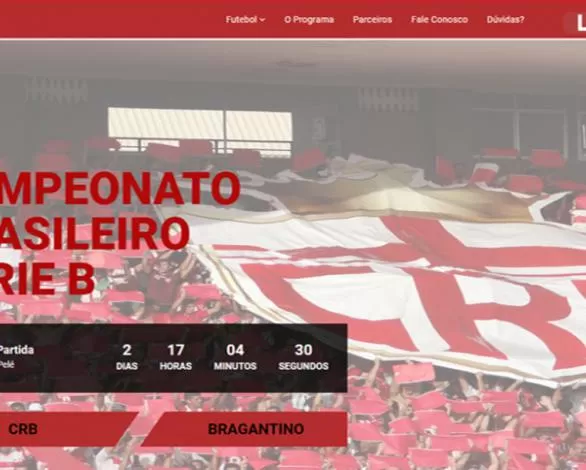 Futebol O Programa Parceiros Fale Conosco Dúvidas? L
MPEONATO
ASILEIRO
RIE B
Partida
Pelé
2 17 04 30
DIAS HORAS MINUTOS SEGUNDOS
CRB BRAGANTINO
CRB